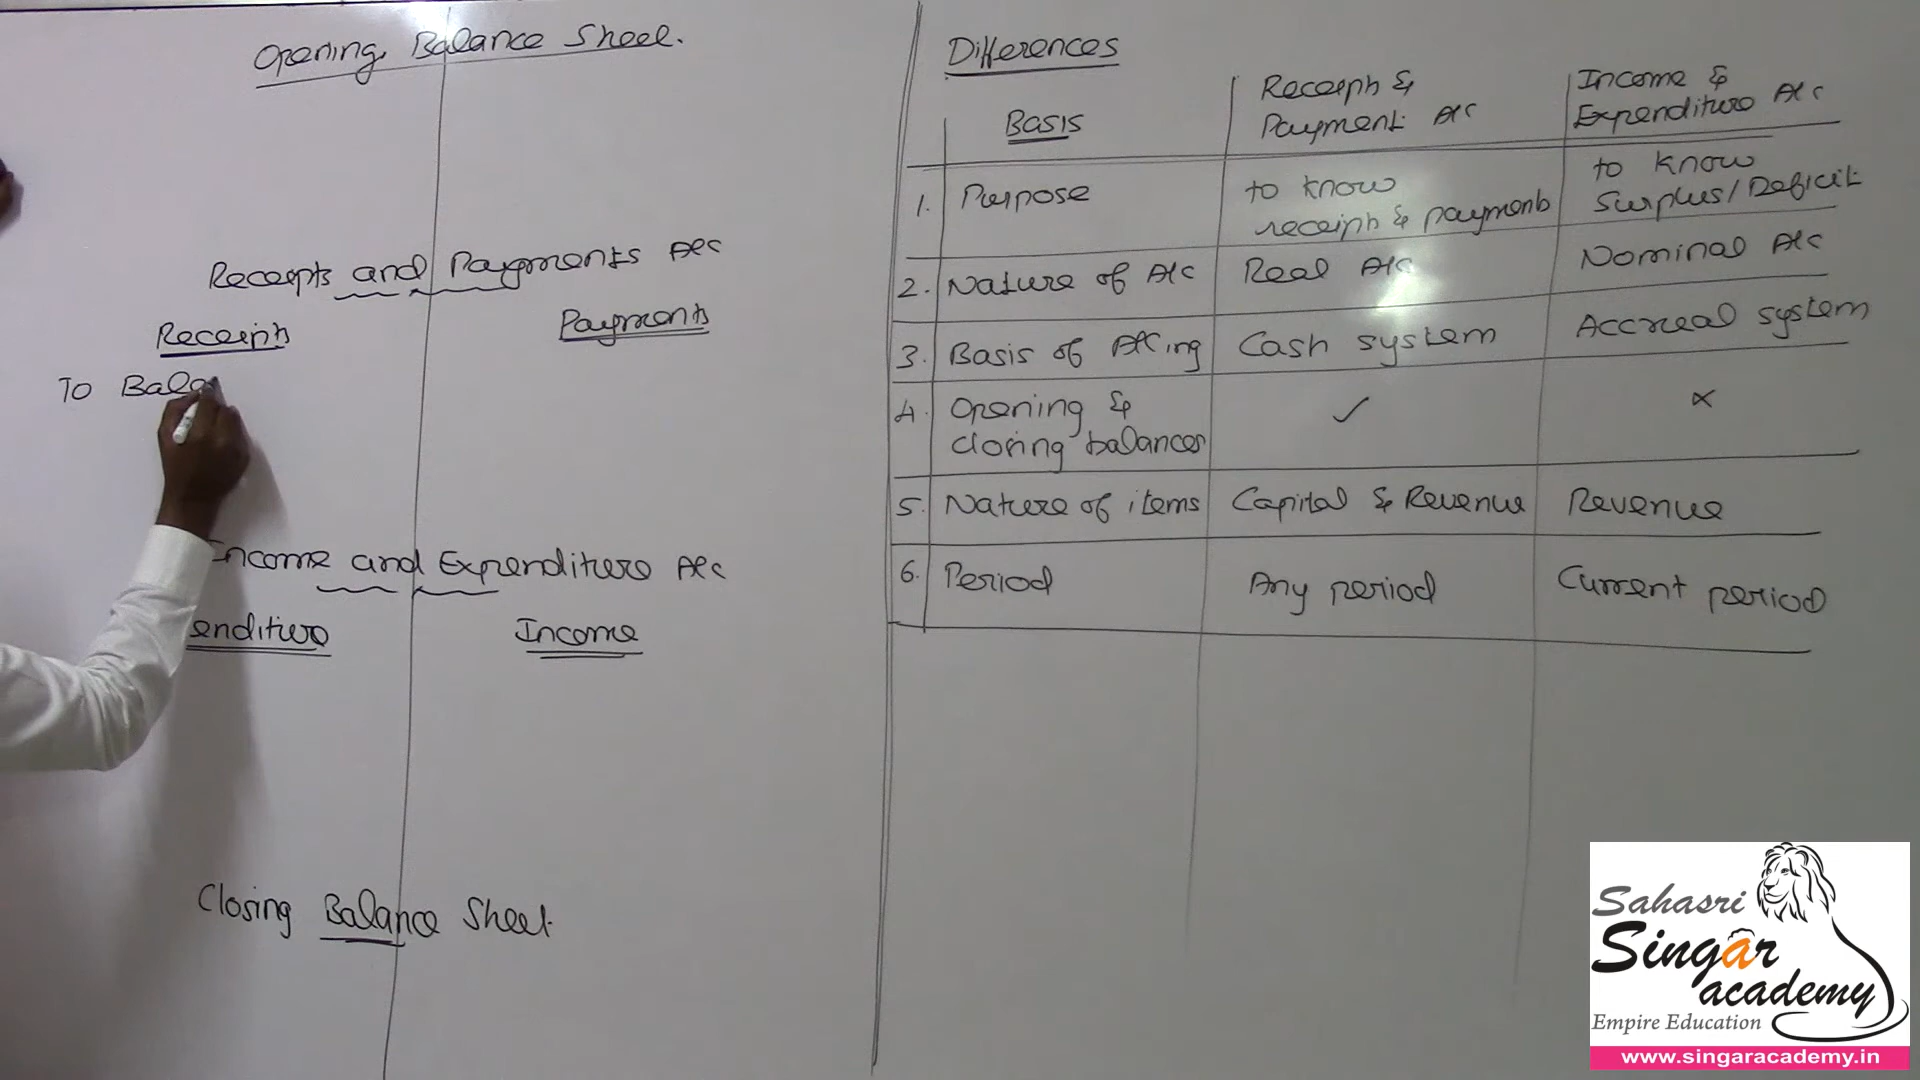 Opening Balance Sheet.
Receipts and Payments A/c
Receipts
Payments
To Bala
Income and Expenditure A/c
enditure
Income
Closing Balance Sheet.
Differences
Basis
Receipts &
Payment A/c
Income &
Expenditure A/c
1. Purpose
to know
receipts & payments
to know
Surplus/Deficit
2. Nature of A/c
Real A/c
Nominal A/c
3. Basis of A/cing
Cash system
Accrual system
4. Opening &
closing balances
✓
×
5. Nature of items
Capital & Revenue
Revenue
6. Period
Any period
Current period
Sahasri
Singar
academy
Empire Education
www.singaracademy.in